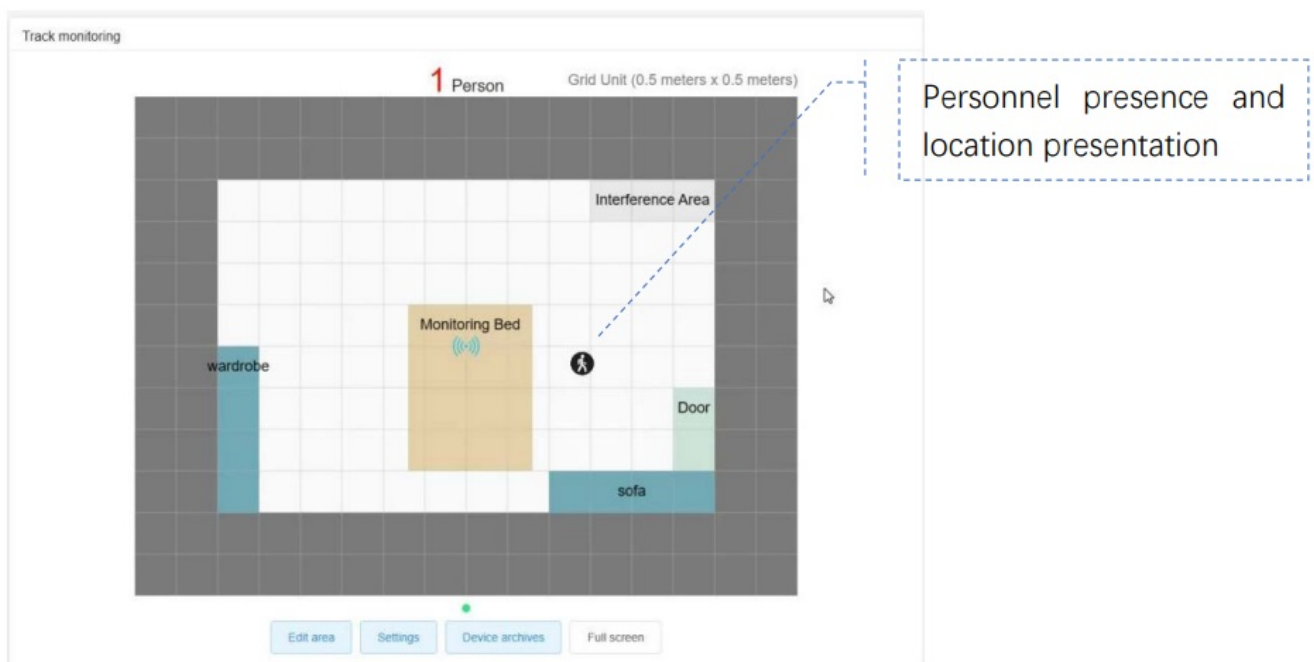 Track monitoring
1 Person
Grid Unit (0.5 meters x 0.5 meters)
Personnel presence and
location presentation
Interference Area
Monitoring Bed
wardrobe
Door
sofa
Edit area
Settings
Device archives
Full screen